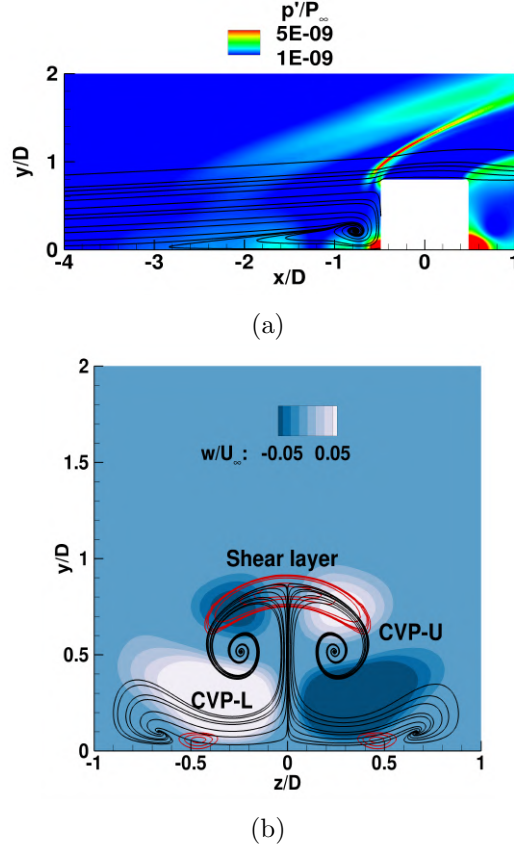 p'/P∞
5E-09
1E-09
2
1
0
y/D
-4 -3 -2 -1 0 1
x/D
(a)
2
1.5
1
0.5
0
y/D
w/U∞: -0.05 0.05
Shear layer
CVP-U
CVP-L
-1 -0.5 0 0.5 1
z/D
(b)